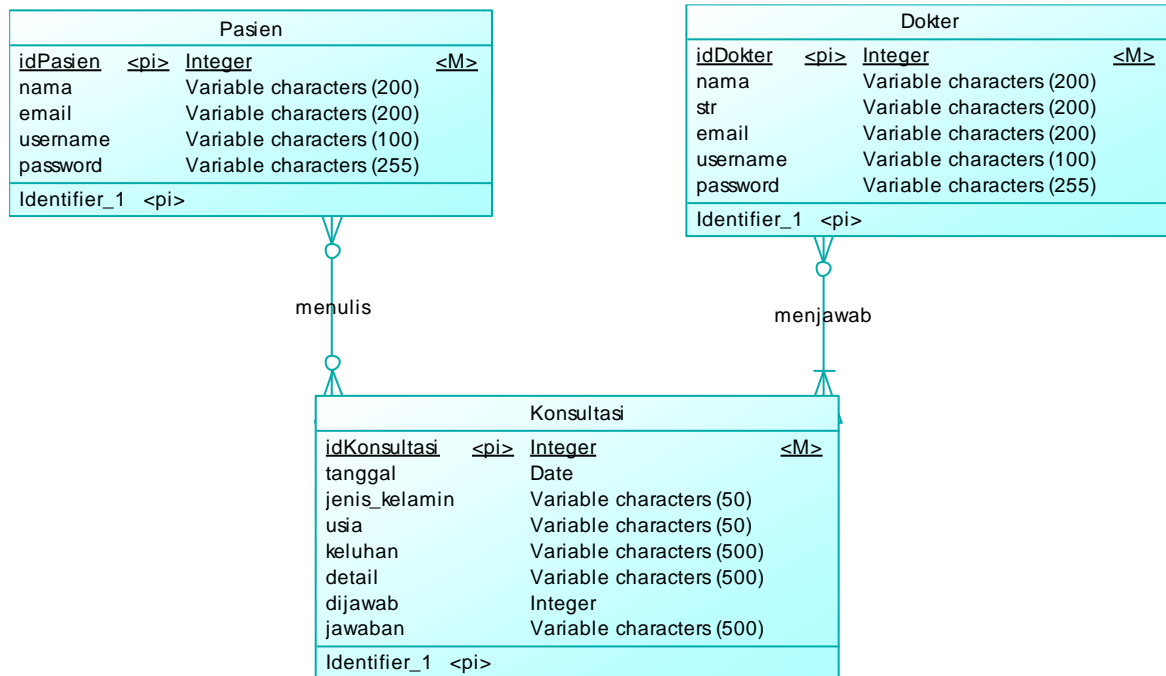 Pasien
idPasien <pi> Integer <M>
nama Variable characters (200)
email Variable characters (200)
username Variable characters (100)
password Variable characters (255)
Identifier_1 <pi>
Dokter
idDokter <pi> Integer <M>
nama Variable characters (200)
str Variable characters (200)
email Variable characters (200)
username Variable characters (100)
password Variable characters (255)
Identifier_1 <pi>
menulis
menjawab
Konsultasi
idKonsultasi <pi> Integer <M>
tanggal Date
jenis_kelamin Variable characters (50)
usia Variable characters (50)
keluhan Variable characters (500)
detail Variable characters (500)
dijawab Integer
jawaban Variable characters (500)
Identifier_1 <pi>